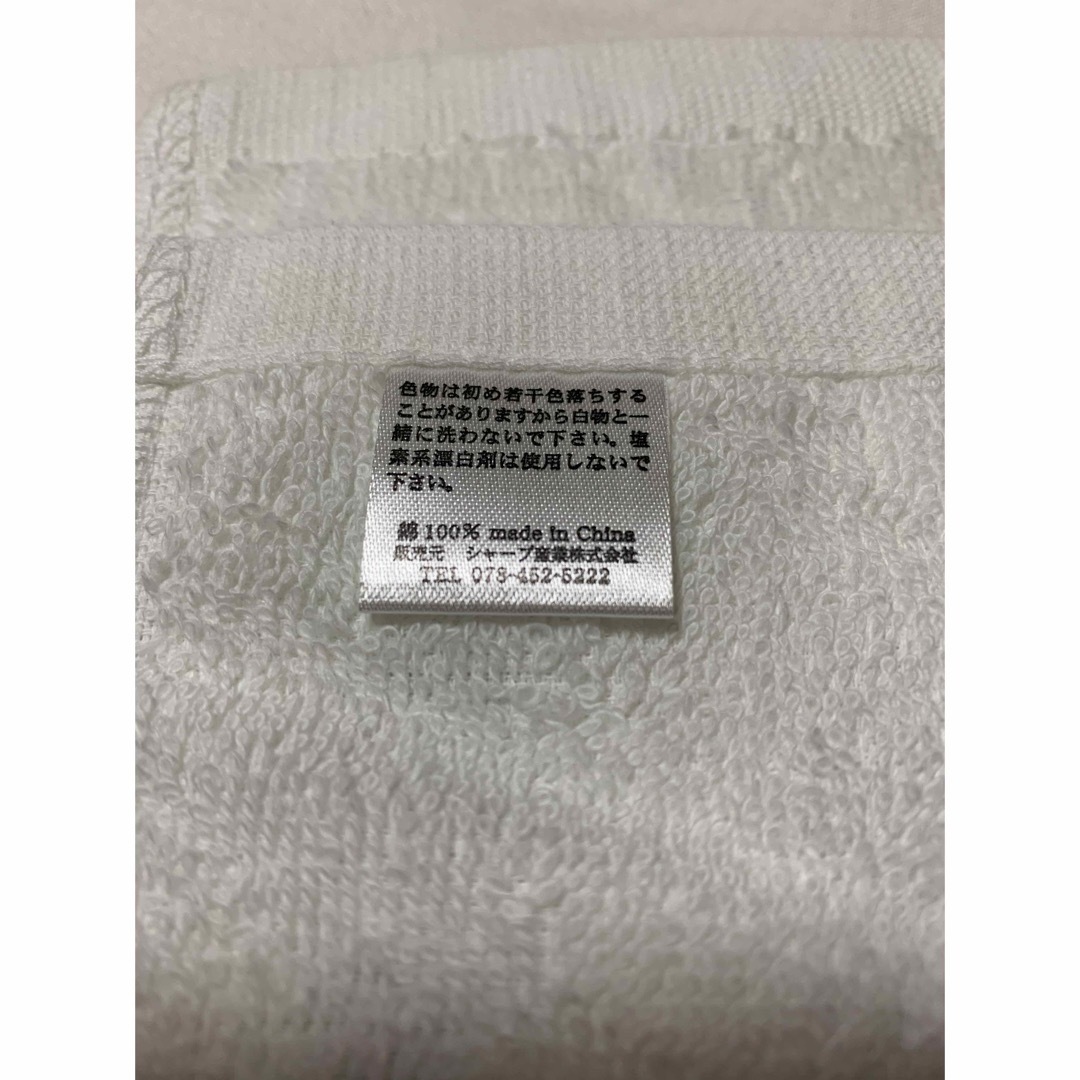 色物は初め若干色落ちする
ことがありますから白物と一
緒に洗わないで下さい。塩
素系漂白剤は使用しないで
下さい。
綿 100% made in China
販売元 シャープ産業株式会社
TEL 078-452-5222